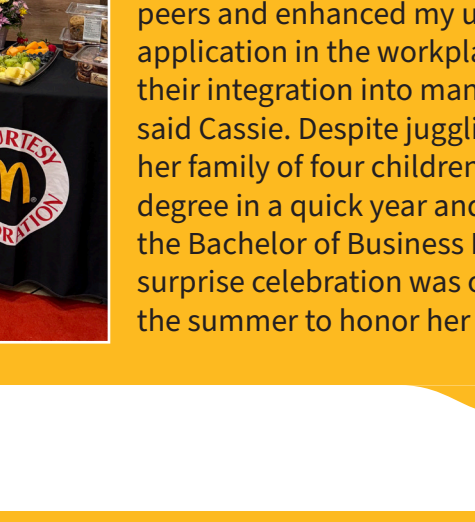 peers and enhanced my
application in the
their integration into
said Cassie. Despite
her family of four children
degree in a quick year
the Bachelor of Business
surprise celebration was
the summer to honor her